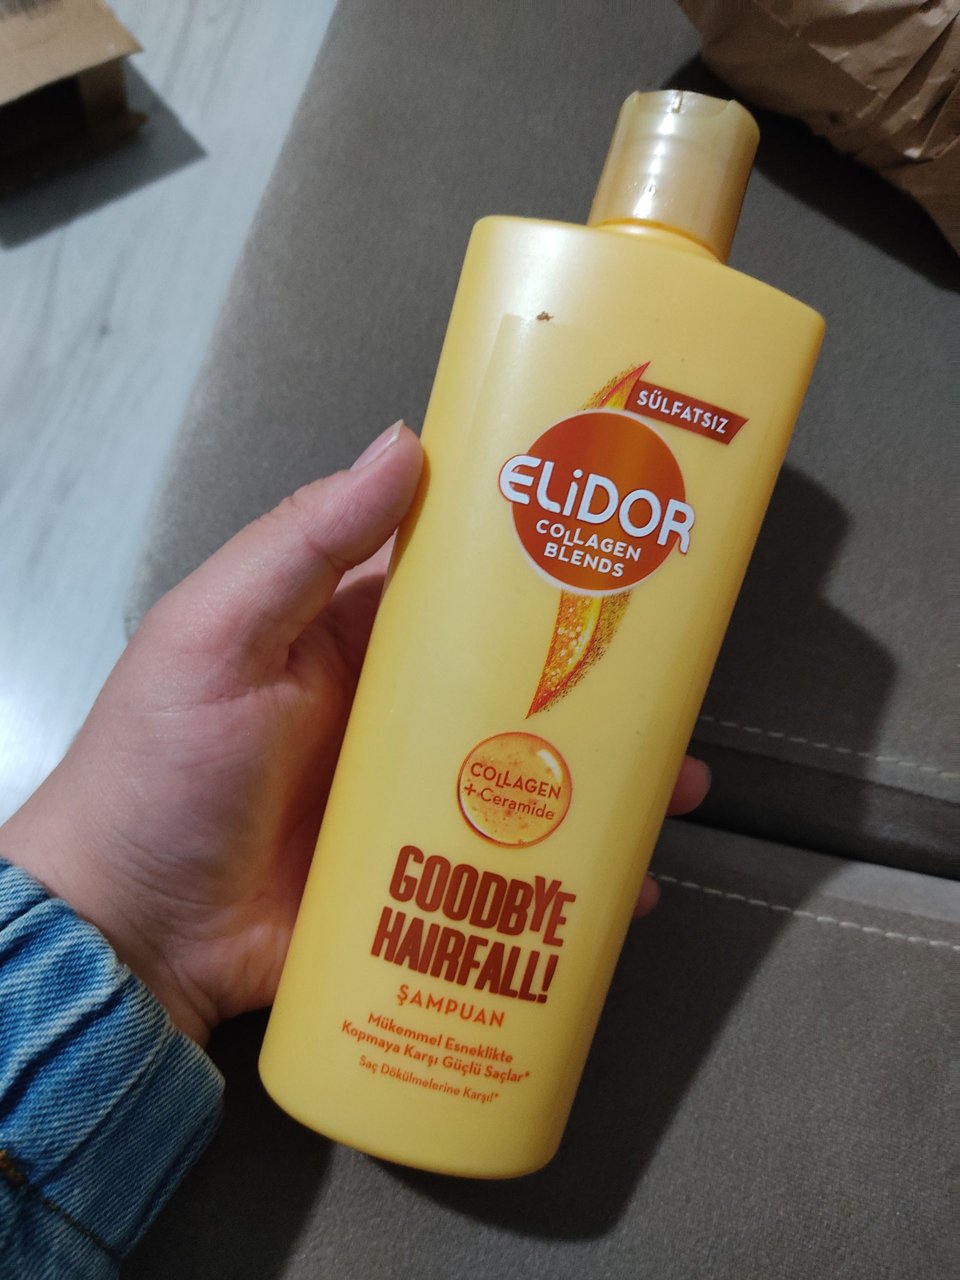 SÜLFATSIZ
ELiDOR
COLLAGEN
BLENDS
COLLAGEN
+Ceramide
GOODBYE
HAIRFALL!
ŞAMPUAN
Mükemmel Esneklikte
Kopmaya Karşı Güçlü Saçlar*
Saç Dökülmelerine Karşı!*